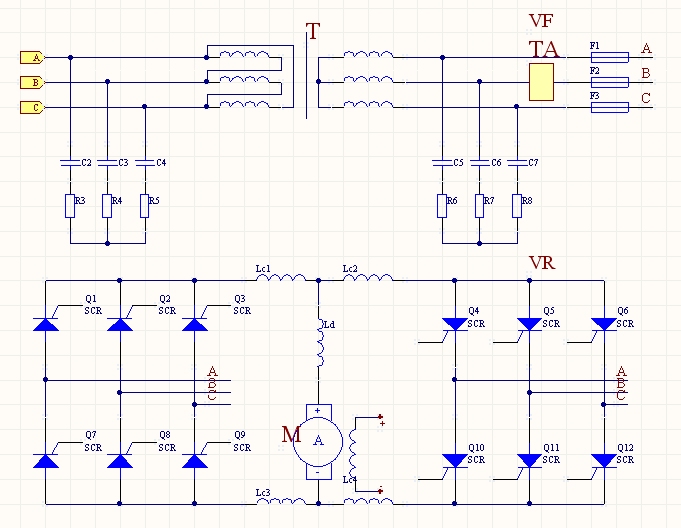 VF
T
TA
F1
A
A
F2
B
B
F3
C
C
C2
C3
C4
C5
C6
C7
R3
R4
R5
R6
R7
R8
VR
Lc1
Lc2
Q1
SCR
Q2
SCR
Q3
SCR
Q4
SCR
Q5
SCR
Q6
SCR
Ld
A
B
C
A
B
C
+
M
A
-
+
-
Q7
SCR
Q8
SCR
Q9
SCR
Q10
SCR
Q11
SCR
Q12
SCR
Lc3
Lc4